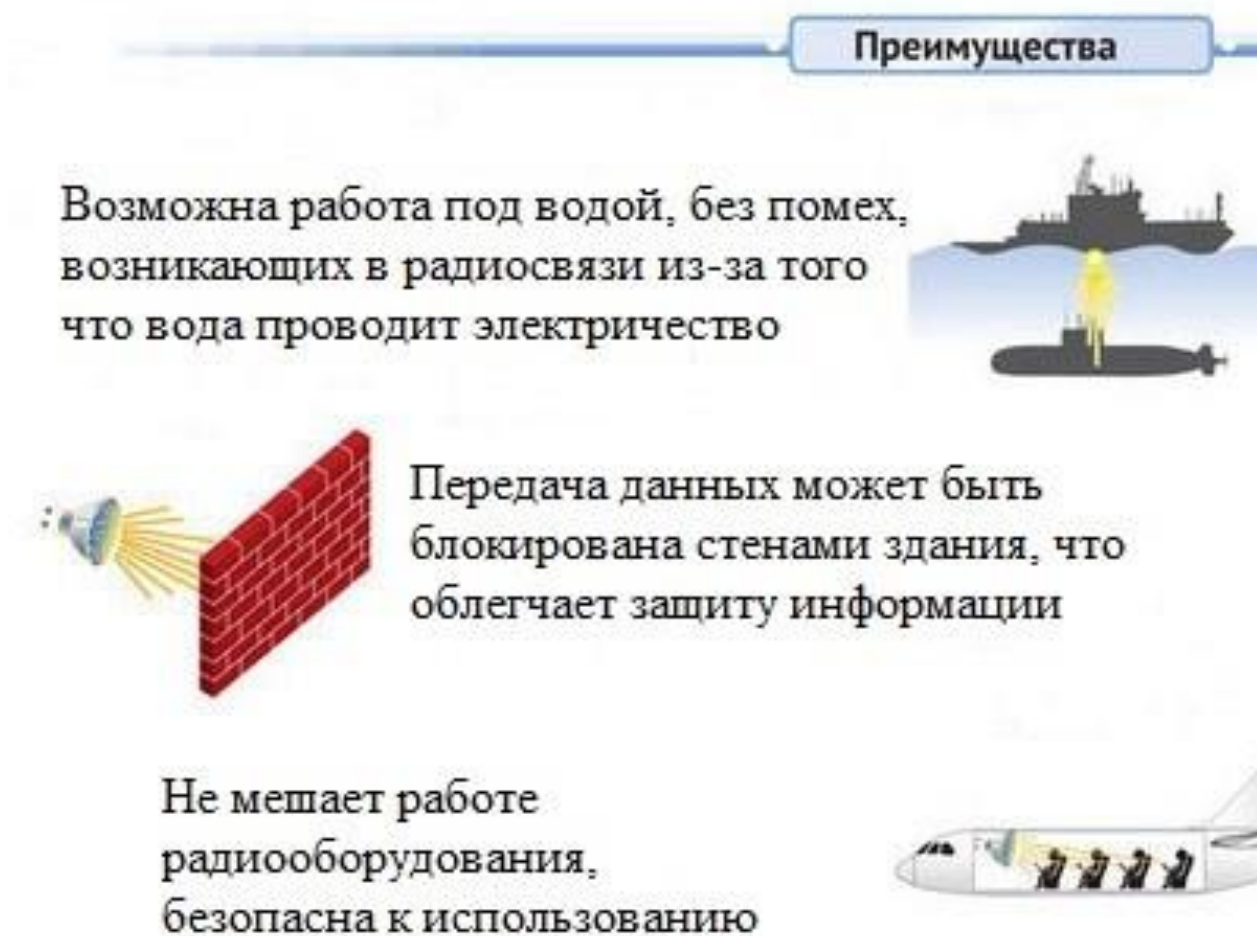 Преимущества
Возможна работа под водой, без помех,
возникающих в радиосвязи из-за того
что вода проводит электричество
Передача данных может быть
блокирована стенами здания, что
облегчает защиту информации
Не мешает работе
радиооборудования,
безопасна к использованию